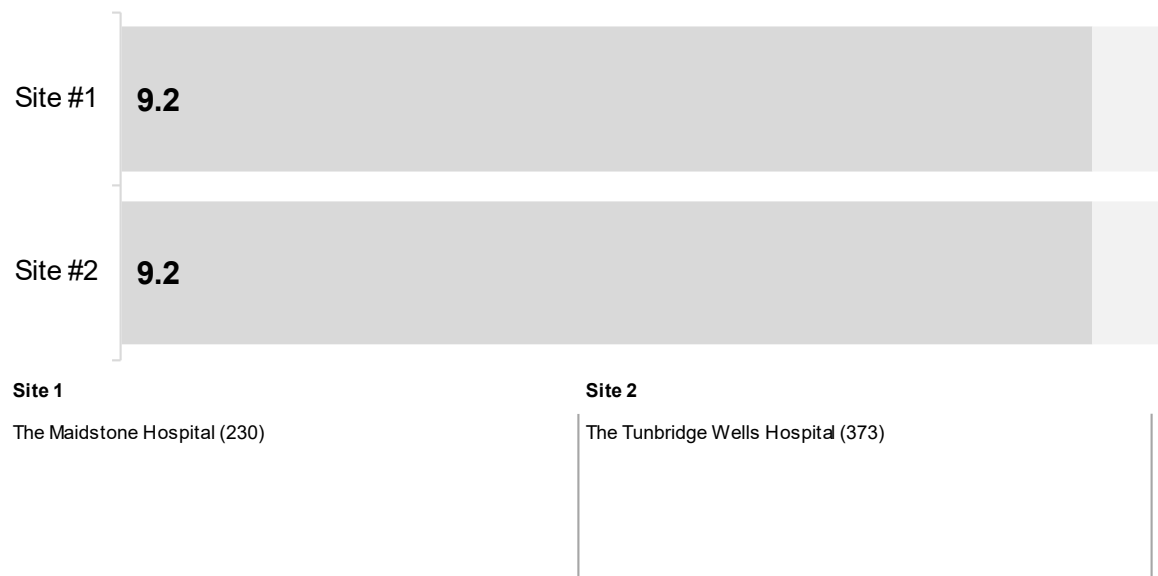 Site #1
9.2
Site #2
9.2
Site 1
The Maidstone Hospital (230)
Site 2
The Tunbridge Wells Hospital (373)